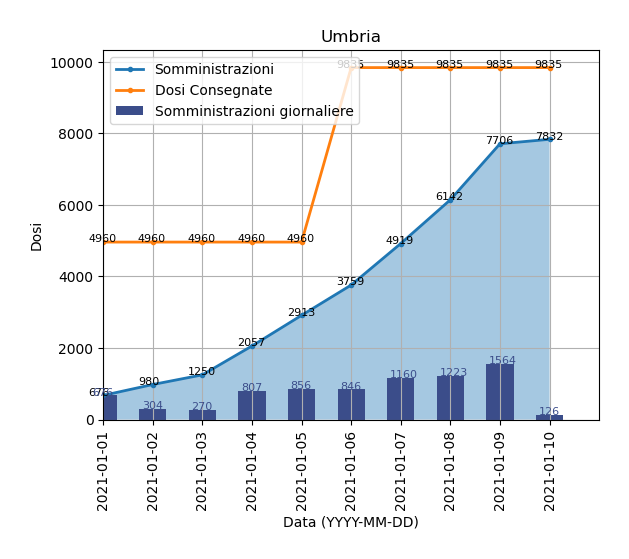 Umbria
Somministrazioni
Dosi Consegnate
Somministrazioni giornaliere
Dosi
10000
8000
6000
4000
2000
0
4960 4960 4960 4960 4960 9835 9835 9835 9835 9835
980 1250 2057 2913 3759 4919 6142 7706 7832
304 270 807 856 846 1160 1223 1564 126
2021-01-01
2021-01-02
2021-01-03
2021-01-04
2021-01-05
2021-01-06
2021-01-07
2021-01-08
2021-01-09
2021-01-10
Data (YYYY-MM-DD)